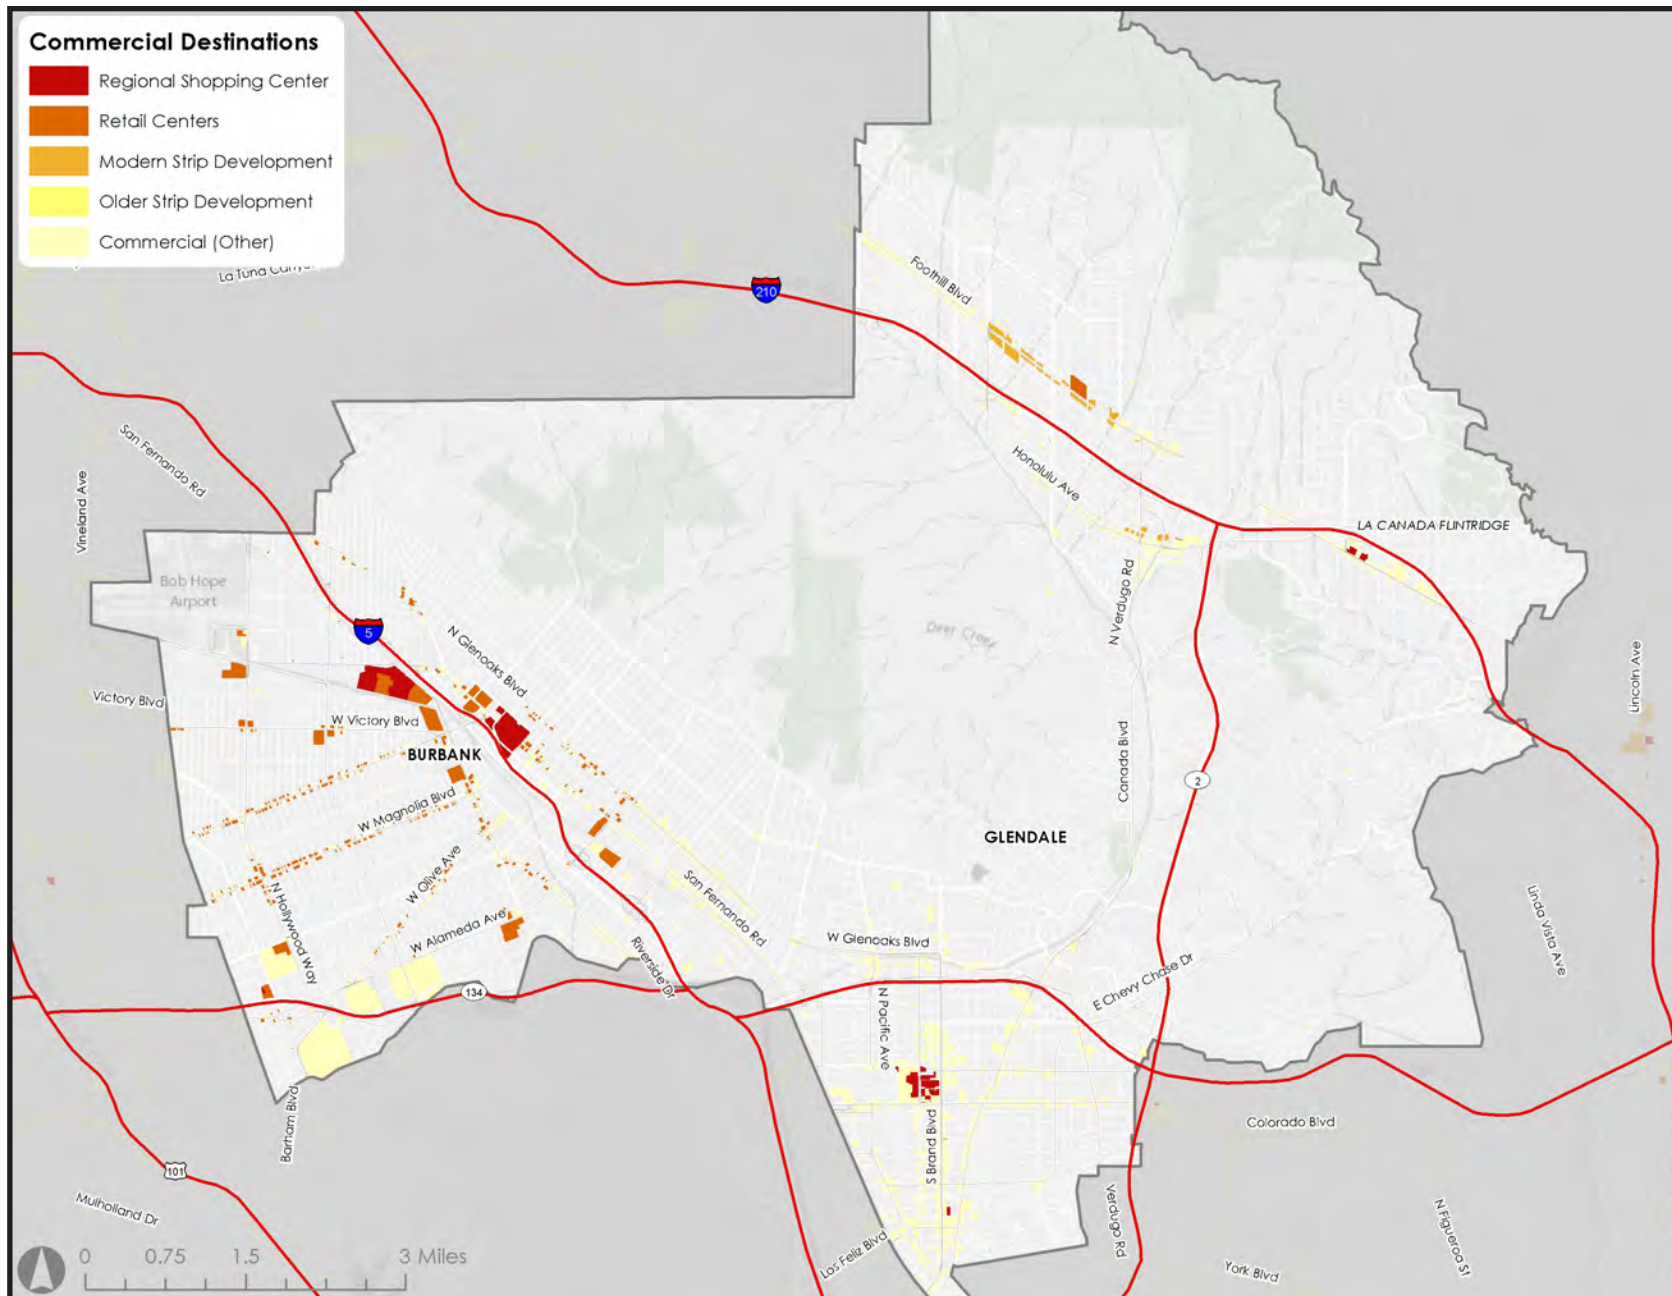 Commercial Destinations
Regional Shopping Center
Retail Centers
Modern Strip Development
Older Strip Development
Commercial (Other)
La Tuna Canyon
210
Foothill Blvd
San Fernando Rd
Vineland Ave
Honolulu Ave
LA CANADA FLINTRIDGE
Bob Hope
Airport
5
N Glenoaks Blvd
N Verdugo Rd
Deer Creek
Victory Blvd
W Victory Blvd
BURBANK
Lincoln Ave
Canada Blvd
2
W Magnolia Blvd
GLENDALE
W Olive Ave
N Hollywood Way
San Fernando Rd
W Alameda Ave
W Glenoaks Blvd
Linda Vista Ave
Riverside Dr
E Chevy Chase Dr
134
N Pacific Ave
Barham Blvd
S Brand Blvd
Colorado Blvd
101
Mulholland Dr
Verdugo Rd
N Figueroa St
Los Feliz Blvd
York Blvd
0 0.75 1.5 3 Miles